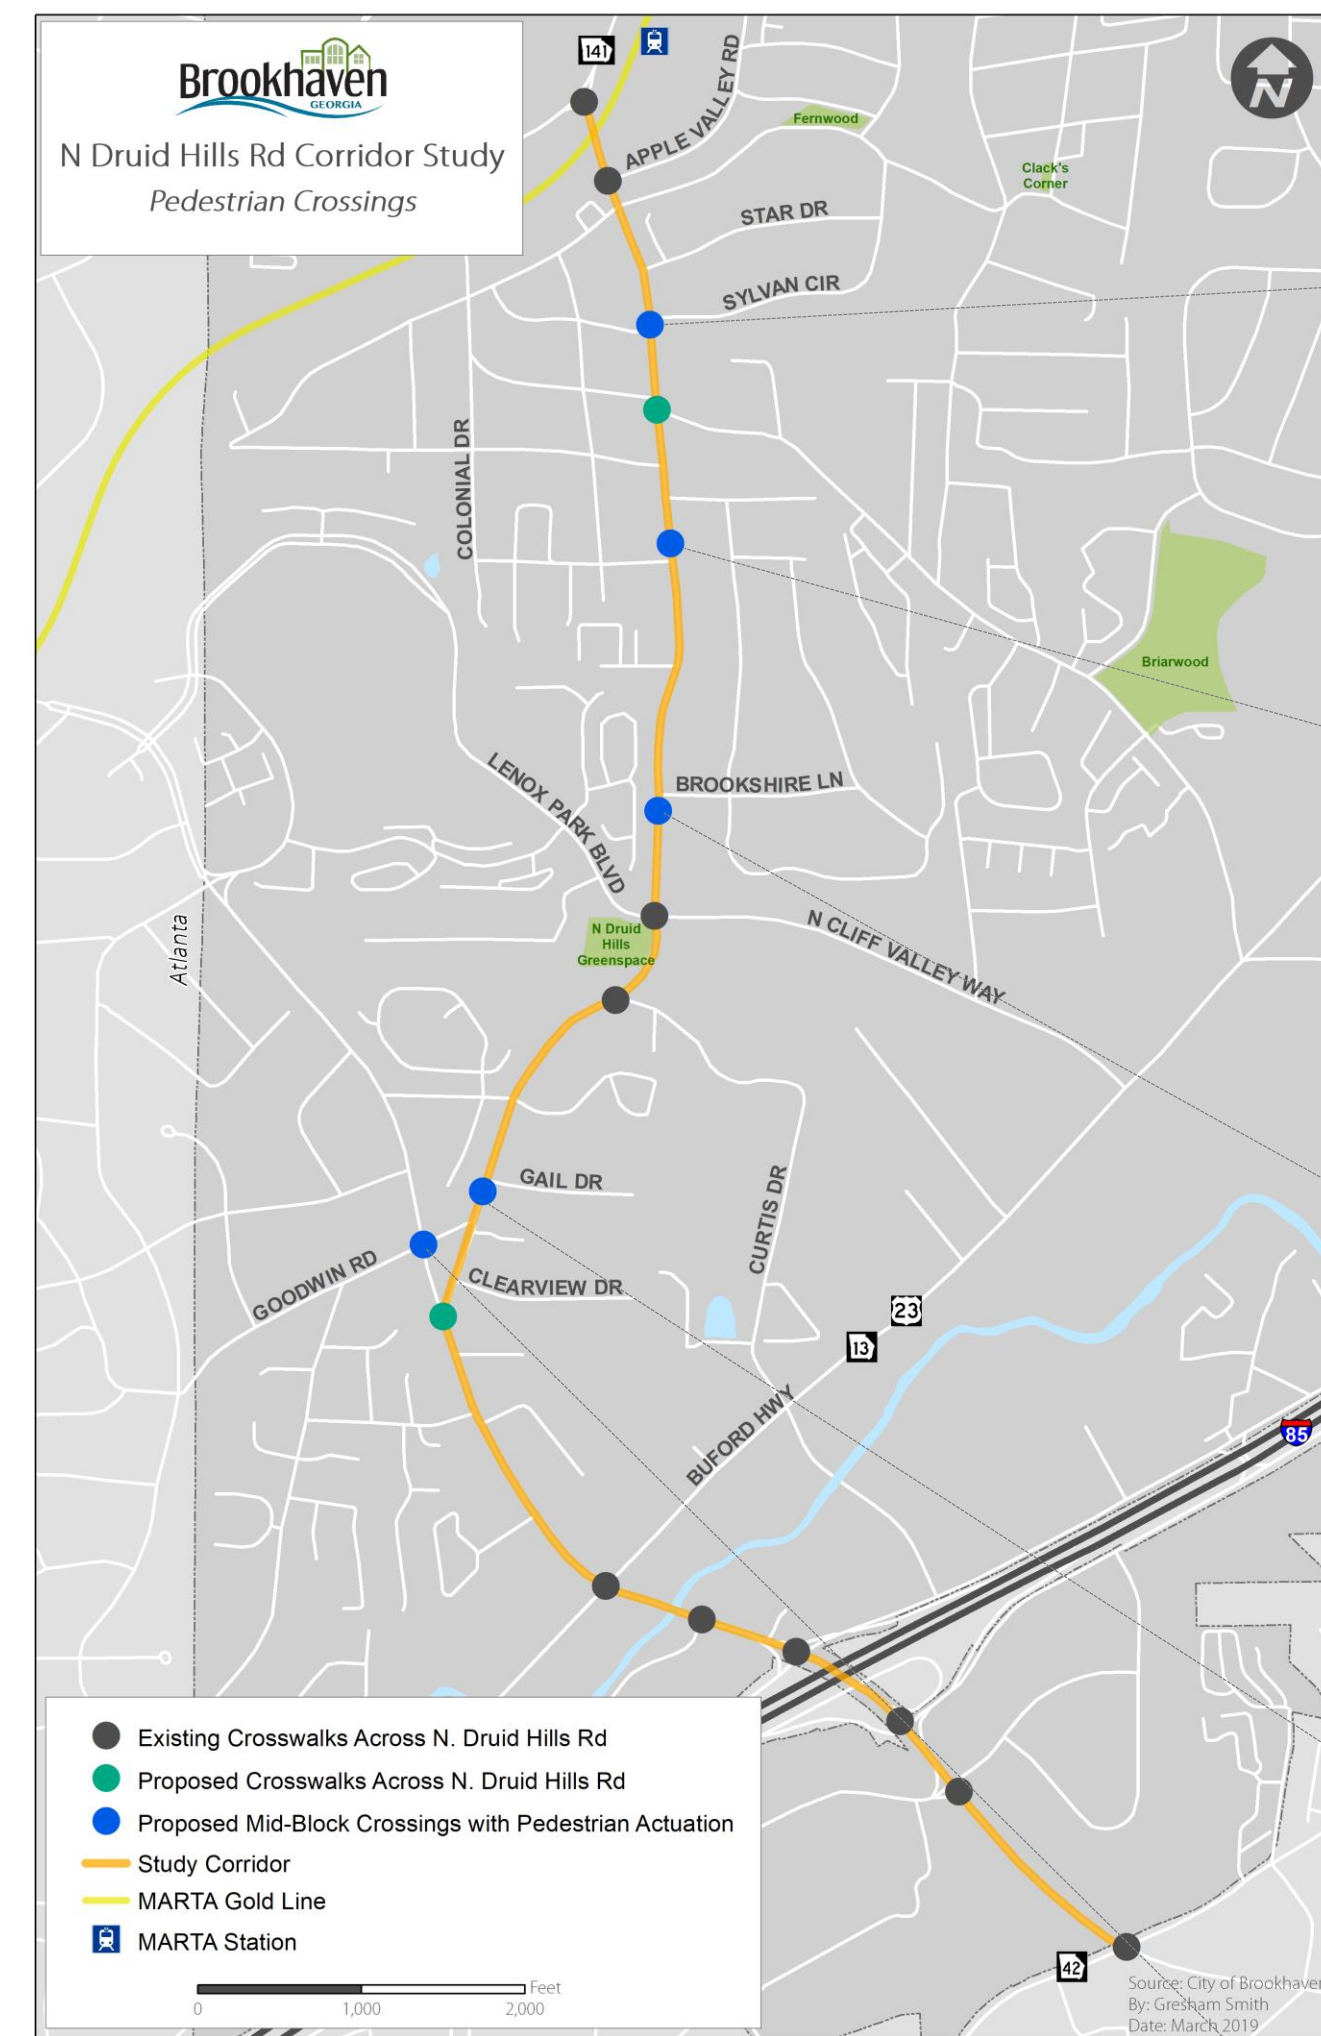 Brookhaven
GEORGIA
N Druid Hills Rd Corridor Study
Pedestrian Crossings
141
N
APPLE VALLEY RD
Fernwood
Clack's
Corner
STAR DR
SYLVAN CIR
COLONIAL DR
Briarwood
LENOX PARK BLVD
BROOKSHIRE LN
Atlanta
N Druid
Hills
Greenspace
N CLIFF VALLEY WAY
GAIL DR
CURTIS DR
GOODWIN RD
CLEARVIEW DR
23
13
BUFORD HWY
85
Existing Crosswalks Across N. Druid Hills Rd
Proposed Crosswalks Across N. Druid Hills Rd
Proposed Mid-Block Crossings with Pedestrian Actuation
Study Corridor
MARTA Gold Line
MARTA Station
Feet
0 1,000 2,000
42
Source: City of Brookhaven
By: Gresham Smith
Date: March 2019